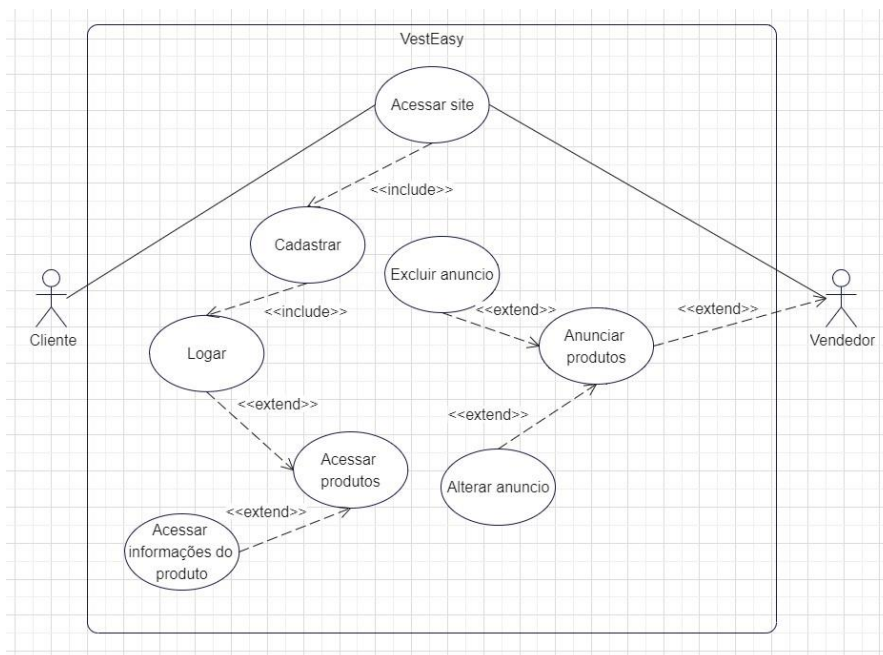 VestEasy
Acessar site
<<include>>
Cadastrar
Excluir anuncio
<<include>>
<<extend>>
<<extend>>
Cliente
Logar
Anunciar
produtos
Vendedor
<<extend>>
<<extend>>
Acessar
produtos
Alterar anuncio
<<extend>>
Acessar
informações do
produto